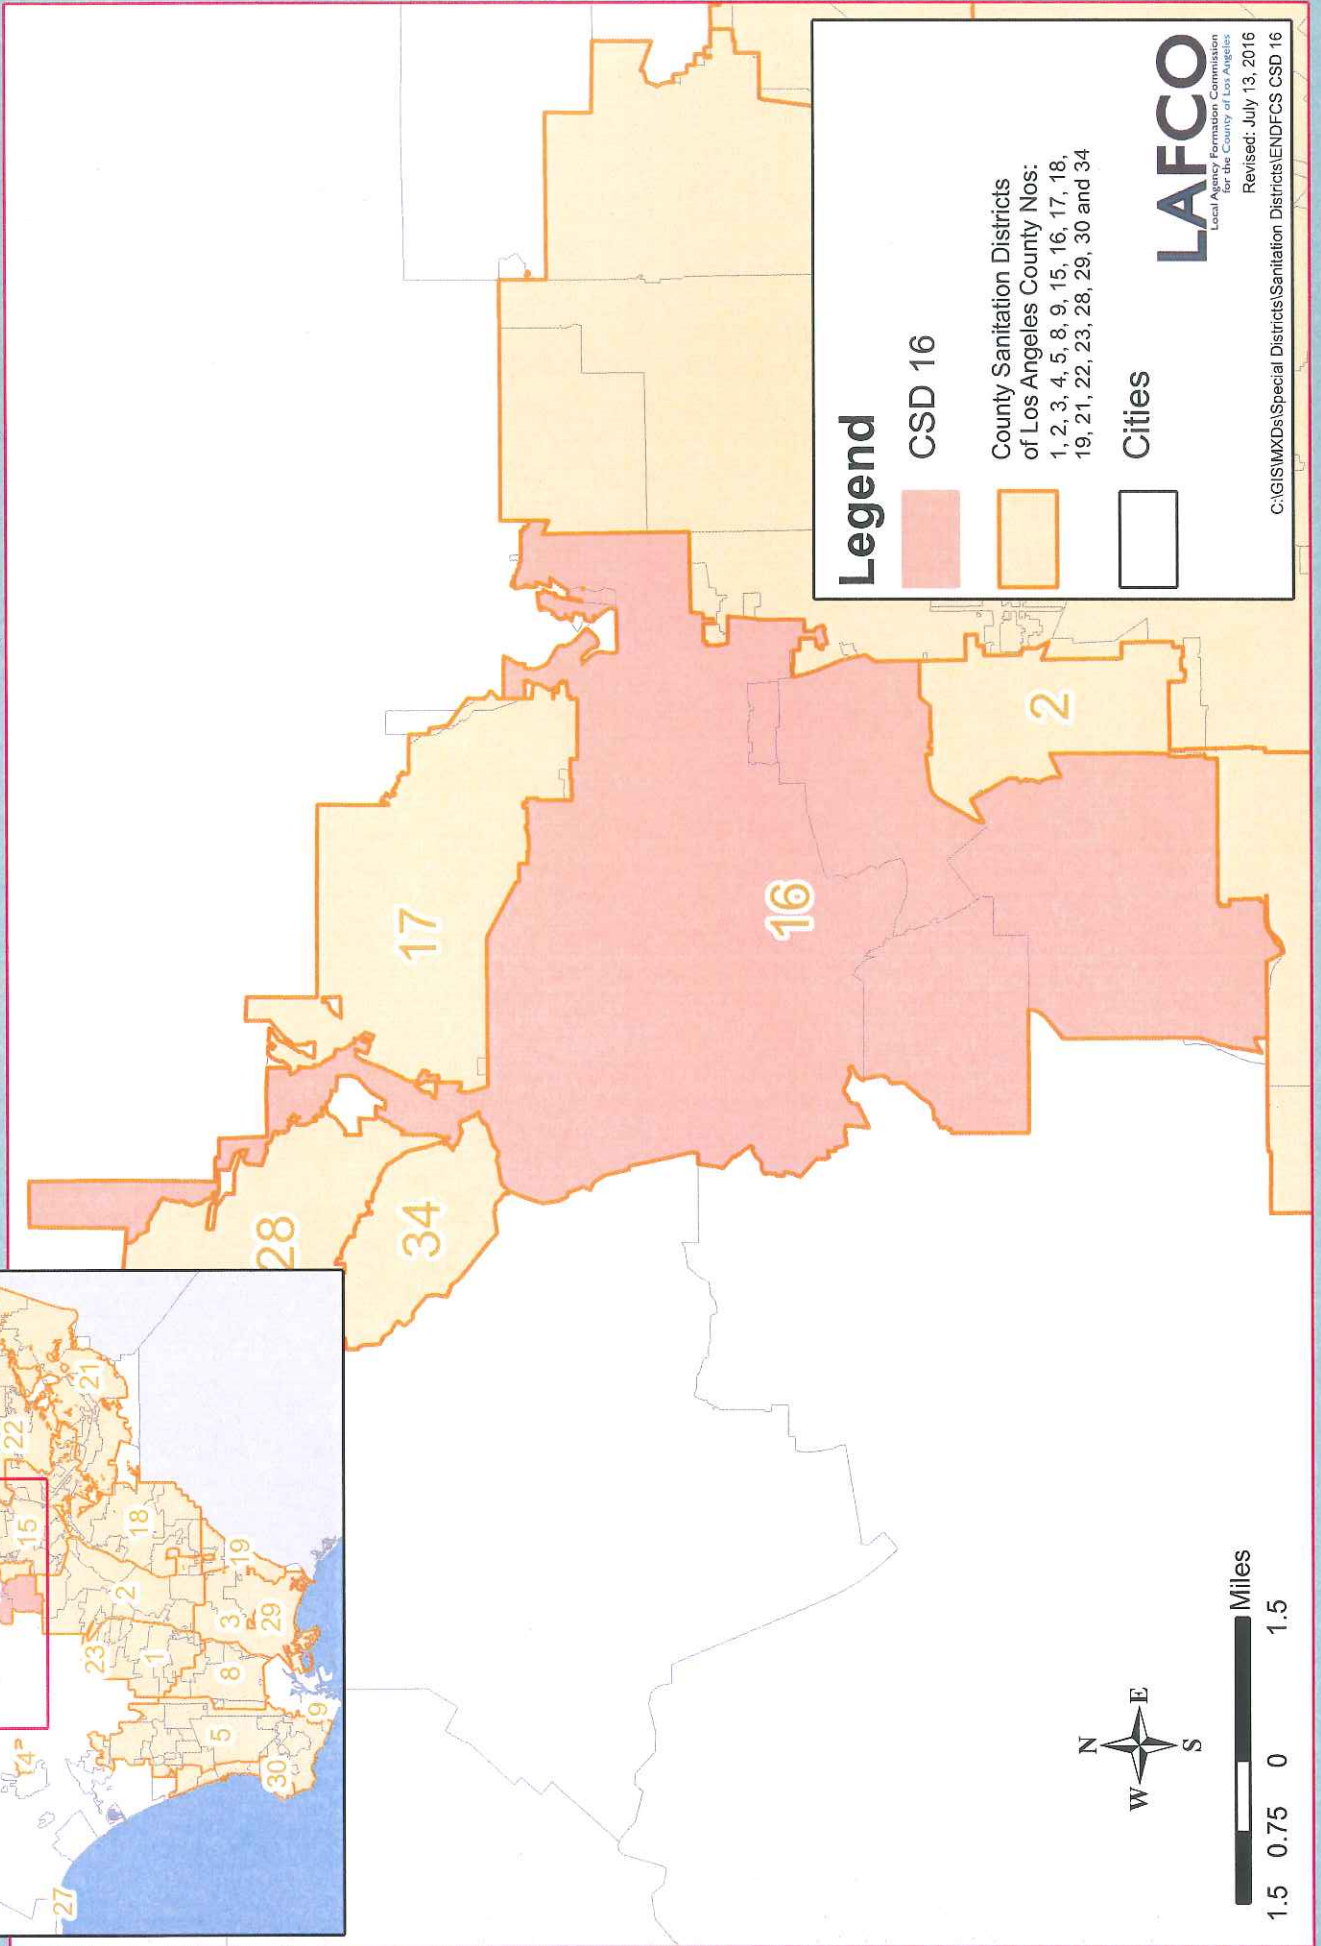 28
34
17
16
2
22
21
15
18
2
19
23
1
3
29
8
5
9
30
4
27
Legend
CSD 16
County Sanitation Districts
of Los Angeles County Nos:
1, 2, 3, 4, 5, 8, 9, 15, 16, 17, 18,
19, 21, 22, 23, 28, 29, 30 and 34
Cities
LAFCO
Local Agency Formation Commission
for the County of Los Angeles
Revised: July 13, 2016
C:\GIS\MXDs\Special Districts\Sanitation Districts\ENDFCS CSD 16
N
W
E
S
Miles
1.5 0.75 0 1.5